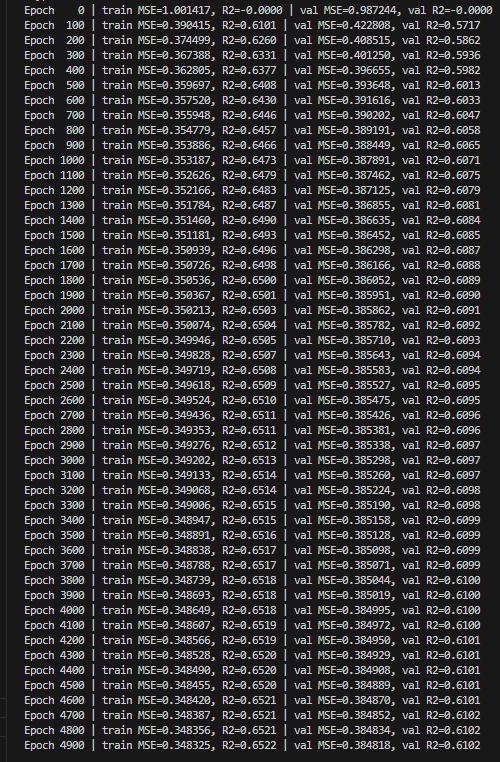 Epoch    0 | train MSE=1.001417, R2=-0.0000 | val MSE=0.987244, val R2=-0.0000
Epoch  100 | train MSE=0.390415, R2=0.6101 | val MSE=0.422808, val R2=0.5717
Epoch  200 | train MSE=0.374499, R2=0.6260 | val MSE=0.408515, val R2=0.5862
Epoch  300 | train MSE=0.367388, R2=0.6331 | val MSE=0.401250, val R2=0.5936
Epoch  400 | train MSE=0.362805, R2=0.6377 | val MSE=0.396655, val R2=0.5982
Epoch  500 | train MSE=0.359697, R2=0.6408 | val MSE=0.393648, val R2=0.6013
Epoch  600 | train MSE=0.357520, R2=0.6430 | val MSE=0.391616, val R2=0.6033
Epoch  700 | train MSE=0.355948, R2=0.6446 | val MSE=0.390202, val R2=0.6047
Epoch  800 | train MSE=0.354779, R2=0.6457 | val MSE=0.389191, val R2=0.6058
Epoch  900 | train MSE=0.353886, R2=0.6466 | val MSE=0.388449, val R2=0.6065
Epoch 1000 | train MSE=0.353187, R2=0.6473 | val MSE=0.387891, val R2=0.6071
Epoch 1100 | train MSE=0.352626, R2=0.6479 | val MSE=0.387462, val R2=0.6075
Epoch 1200 | train MSE=0.352166, R2=0.6483 | val MSE=0.387125, val R2=0.6079
Epoch 1300 | train MSE=0.351784, R2=0.6487 | val MSE=0.386855, val R2=0.6081
Epoch 1400 | train MSE=0.351460, R2=0.6490 | val MSE=0.386635, val R2=0.6084
Epoch 1500 | train MSE=0.351181, R2=0.6493 | val MSE=0.386452, val R2=0.6085
Epoch 1600 | train MSE=0.350939, R2=0.6496 | val MSE=0.386298, val R2=0.6087
Epoch 1700 | train MSE=0.350726, R2=0.6498 | val MSE=0.386166, val R2=0.6088
Epoch 1800 | train MSE=0.350536, R2=0.6500 | val MSE=0.386052, val R2=0.6089
Epoch 1900 | train MSE=0.350367, R2=0.6501 | val MSE=0.385951, val R2=0.6090
Epoch 2000 | train MSE=0.350213, R2=0.6503 | val MSE=0.385862, val R2=0.6091
Epoch 2100 | train MSE=0.350074, R2=0.6504 | val MSE=0.385782, val R2=0.6092
Epoch 2200 | train MSE=0.349946, R2=0.6505 | val MSE=0.385710, val R2=0.6093
Epoch 2300 | train MSE=0.349828, R2=0.6507 | val MSE=0.385643, val R2=0.6094
Epoch 2400 | train MSE=0.349719, R2=0.6508 | val MSE=0.385583, val R2=0.6094
Epoch 2500 | train MSE=0.349618, R2=0.6509 | val MSE=0.385527, val R2=0.6095
Epoch 2600 | train MSE=0.349524, R2=0.6510 | val MSE=0.385475, val R2=0.6095
Epoch 2700 | train MSE=0.349436, R2=0.6511 | val MSE=0.385426, val R2=0.6096
Epoch 2800 | train MSE=0.349353, R2=0.6511 | val MSE=0.385381, val R2=0.6096
Epoch 2900 | train MSE=0.349276, R2=0.6512 | val MSE=0.385338, val R2=0.6097
Epoch 3000 | train MSE=0.349202, R2=0.6513 | val MSE=0.385298, val R2=0.6097
Epoch 3100 | train MSE=0.349133, R2=0.6514 | val MSE=0.385260, val R2=0.6097
Epoch 3200 | train MSE=0.349068, R2=0.6514 | val MSE=0.385224, val R2=0.6098
Epoch 3300 | train MSE=0.349006, R2=0.6515 | val MSE=0.385190, val R2=0.6098
Epoch 3400 | train MSE=0.348947, R2=0.6515 | val MSE=0.385158, val R2=0.6099
Epoch 3500 | train MSE=0.348891, R2=0.6516 | val MSE=0.385128, val R2=0.6099
Epoch 3600 | train MSE=0.348838, R2=0.6517 | val MSE=0.385098, val R2=0.6099
Epoch 3700 | train MSE=0.348788, R2=0.6517 | val MSE=0.385071, val R2=0.6099
Epoch 3800 | train MSE=0.348739, R2=0.6518 | val MSE=0.385044, val R2=0.6100
Epoch 3900 | train MSE=0.348693, R2=0.6518 | val MSE=0.385019, val R2=0.6100
Epoch 4000 | train MSE=0.348649, R2=0.6518 | val MSE=0.384995, val R2=0.6100
Epoch 4100 | train MSE=0.348607, R2=0.6519 | val MSE=0.384972, val R2=0.6100
Epoch 4200 | train MSE=0.348566, R2=0.6519 | val MSE=0.384950, val R2=0.6101
Epoch 4300 | train MSE=0.348528, R2=0.6520 | val MSE=0.384929, val R2=0.6101
Epoch 4400 | train MSE=0.348490, R2=0.6520 | val MSE=0.384908, val R2=0.6101
Epoch 4500 | train MSE=0.348455, R2=0.6520 | val MSE=0.384889, val R2=0.6101
Epoch 4600 | train MSE=0.348420, R2=0.6521 | val MSE=0.384870, val R2=0.6101
Epoch 4700 | train MSE=0.348387, R2=0.6521 | val MSE=0.384852, val R2=0.6102
Epoch 4800 | train MSE=0.348356, R2=0.6521 | val MSE=0.384834, val R2=0.6102
Epoch 4900 | train MSE=0.348325, R2=0.6522 | val MSE=0.384818, val R2=0.6102